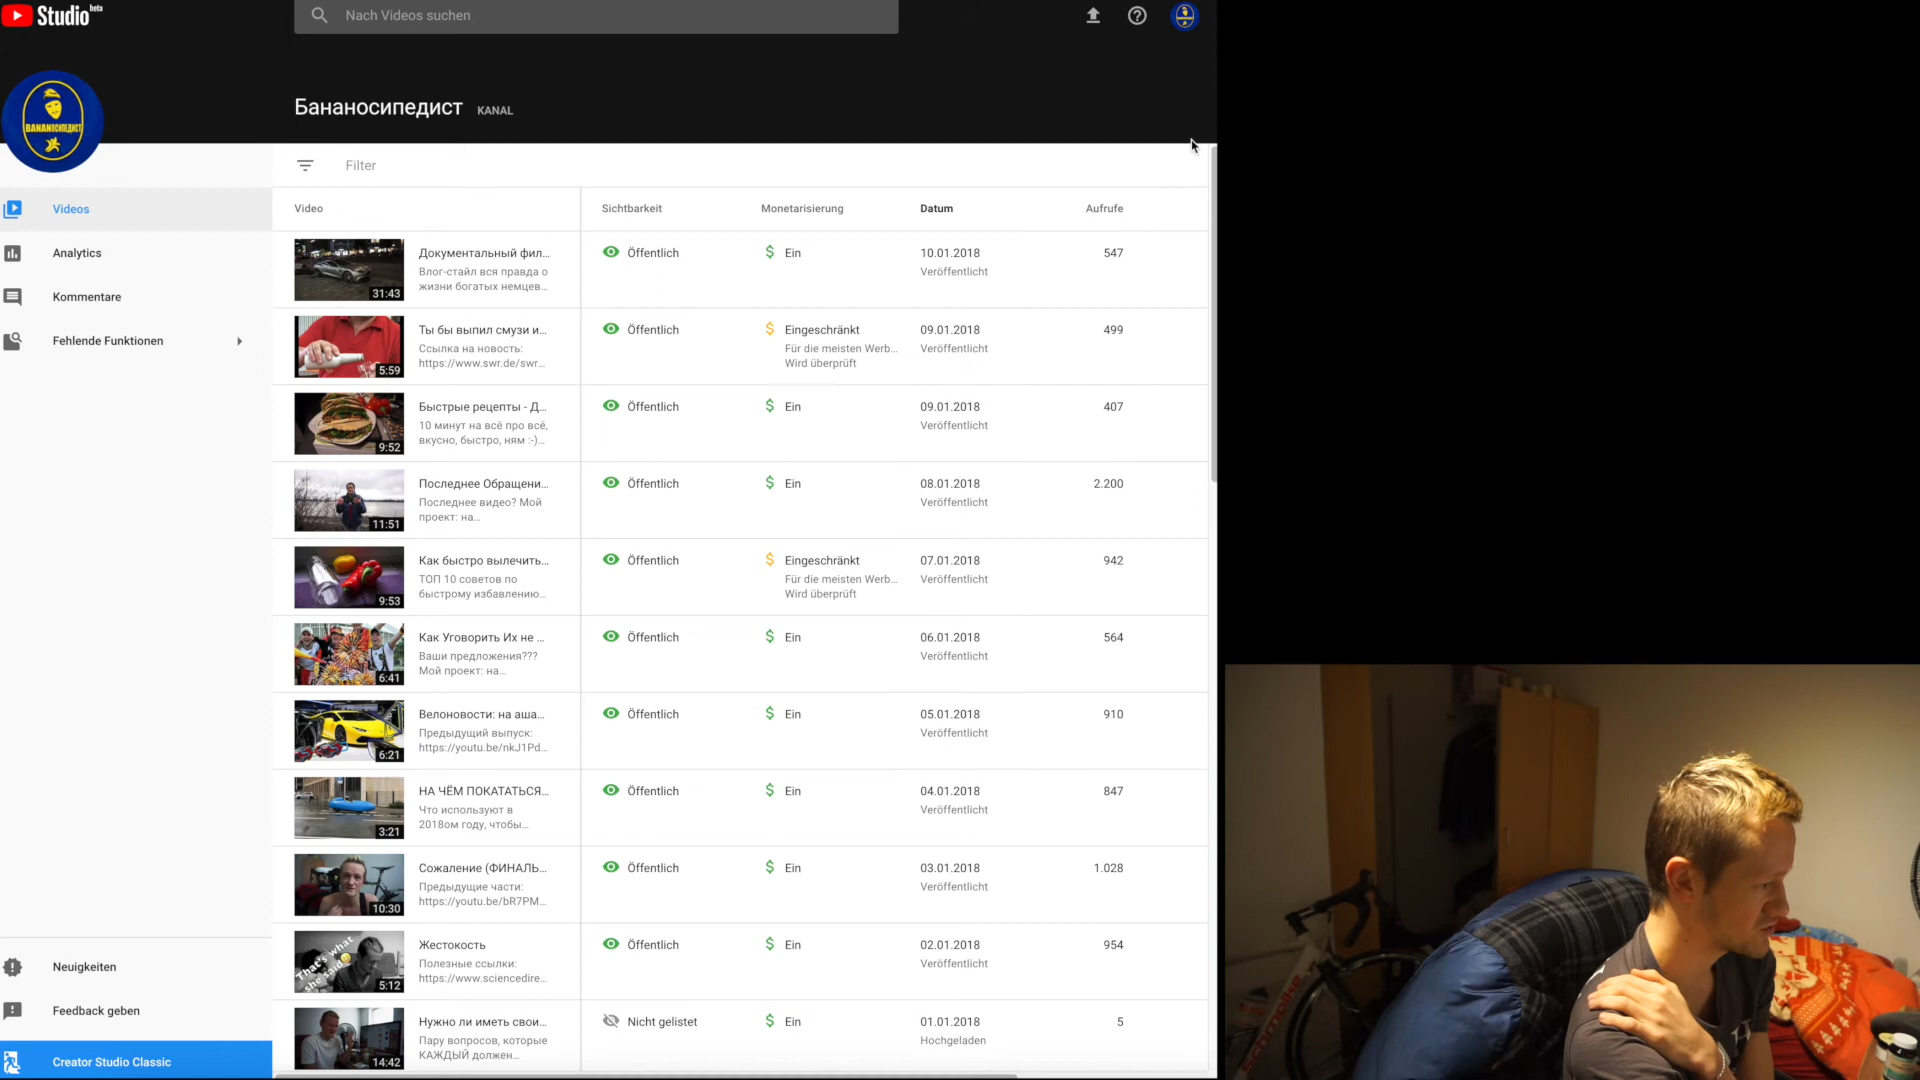 Studio beta
Nach Videos suchen
BANANОСИПЕДИСТ
Бананосипедист KANAL
Filter
Videos
Analytics
Kommentare
Fehlende Funktionen
Video Sichtbarkeit Monetarisierung Datum Aufrufe
Документальный фил... Öffentlich Ein 10.01.2018 547
Влог-стайл вся правда о Veröffentlicht
жизни богатых немцев...
31:43
Ты бы выпил смузи и... Öffentlich Eingeschränkt 09.01.2018 499
Ссылка на новость: Für die meisten Werb... Veröffentlicht
https://www.swr.de/swr... Wird überprüft
5:59
Быстрые рецепты - Д... Öffentlich Ein 09.01.2018 407
10 минут на всё про всё, Veröffentlicht
вкусно, быстро, ням :-)...
9:52
Последнее Обращени... Öffentlich Ein 08.01.2018 2.200
Последнее видео? Мой Veröffentlicht
проект: на...
11:51
Как быстро вылечить... Öffentlich Eingeschränkt 07.01.2018 942
ТОП 10 советов по Für die meisten Werb... Veröffentlicht
быстрому избавлению... Wird überprüft
9:53
Как Уговорить Их не ... Öffentlich Ein 06.01.2018 564
Ваши предложения??? Veröffentlicht
Мой проект: на...
6:41
Велоновости: на аша... Öffentlich Ein 05.01.2018 910
Предыдущий выпуск: Veröffentlicht
https://youtu.be/nkJ1Pd...
6:21
НА ЧЁМ ПОКАТАТЬСЯ... Öffentlich Ein 04.01.2018 847
Что используют в Veröffentlicht
2018ом году, чтобы...
3:21
Сожаление (ФИНАЛЬ... Öffentlich Ein 03.01.2018 1.028
Предыдущие части: Veröffentlicht
https://youtu.be/bR7PM...
10:30
Жестокость Öffentlich Ein 02.01.2018 954
Полезные ссылки: Veröffentlicht
https://www.sciencedire...
That's what she said
5:12
Нужно ли иметь свои... Nicht gelistet Ein 01.01.2018 5
Пару вопросов, которые Hochgeladen
КАЖДЫЙ должен...
14:42
Neuigkeiten
Feedback geben
Creator Studio Classic